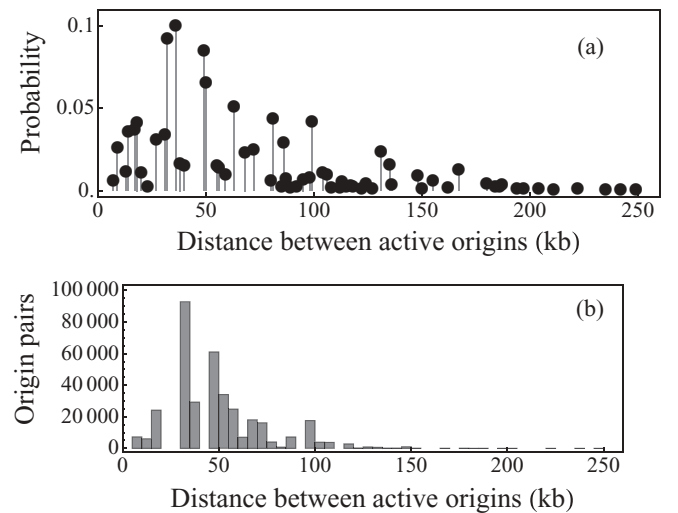 0.1
(a)
Probability
0.05
0.
0 50 100 150 200 250
Distance between active origins (kb)
100 000
(b)
80 000
Origin pairs
60 000
40 000
20 000
0
0 50 100 150 200 250
Distance between active origins (kb)